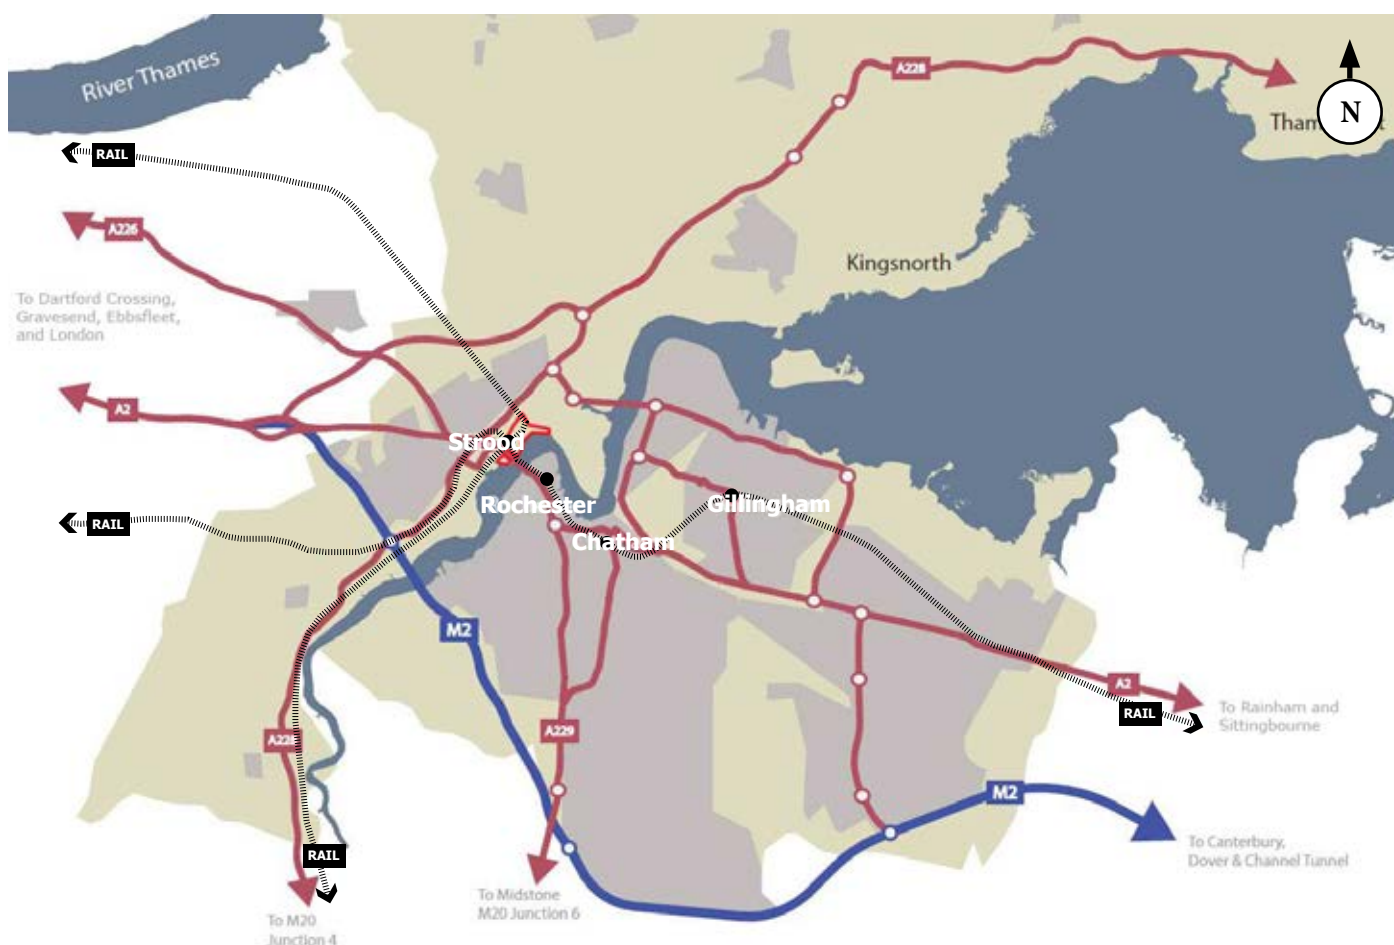 River Thames
A228
N
Tham
RAIL
A226
Kingsnorth
To Dartford Crossing,
Gravesend, Ebbsfleet,
and London
A2
Strood
Rochester
Gillingham
RAIL
Chatham
M2
A2
RAIL
To Rainham and
Sittingbourne
A228
A229
M2
To Canterbury,
Dover & Channel Tunnel
RAIL
To Midstone
M20 Junction 6
To M20
Junction 4